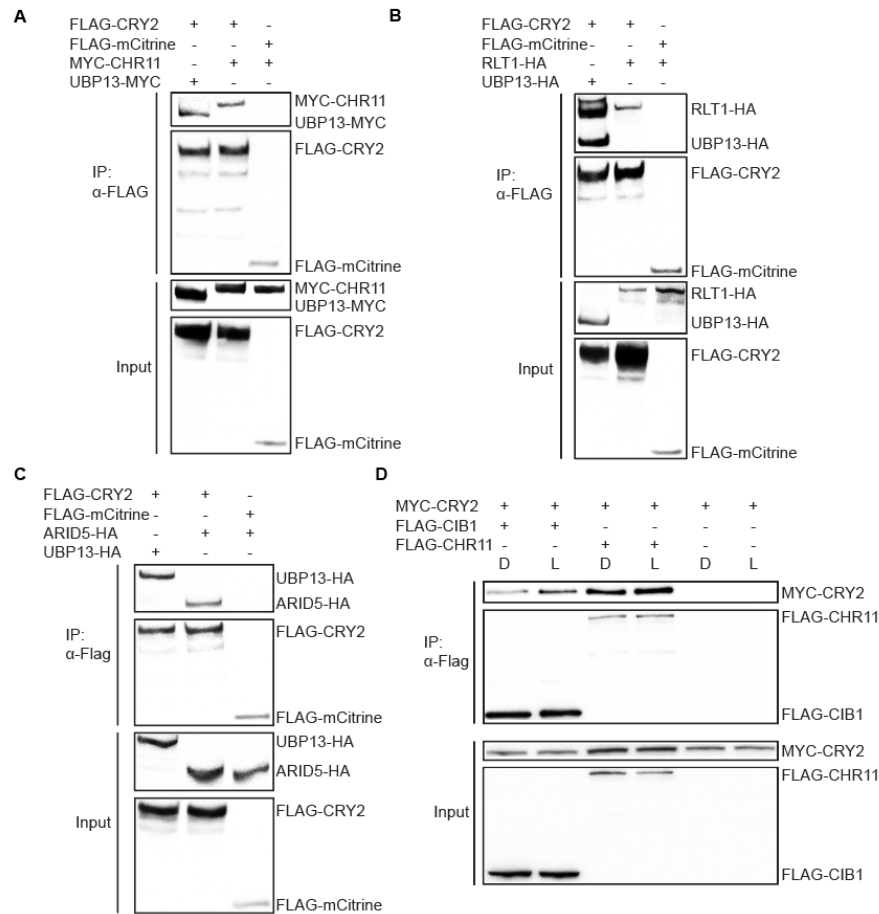 A
FLAG-CRY2 + + -
FLAG-mCitrine - - +
MYC-CHR11 - + +
UBP13-MYC + - -
IP:
α-FLAG
MYC-CHR11
UBP13-MYC
FLAG-CRY2
FLAG-mCitrine
Input
MYC-CHR11
UBP13-MYC
FLAG-CRY2
FLAG-mCitrine
B
FLAG-CRY2 + + -
FLAG-mCitrine - - +
RLT1-HA - + +
UBP13-HA + - -
IP:
α-FLAG
RLT1-HA
UBP13-HA
FLAG-CRY2
FLAG-mCitrine
Input
RLT1-HA
UBP13-HA
FLAG-CRY2
FLAG-mCitrine
C
FLAG-CRY2 + + -
FLAG-mCitrine - - +
ARID5-HA - + +
UBP13-HA + - -
IP:
α-Flag
UBP13-HA
ARID5-HA
FLAG-CRY2
FLAG-mCitrine
Input
UBP13-HA
ARID5-HA
FLAG-CRY2
FLAG-mCitrine
D
MYC-CRY2 + + + + + +
FLAG-CIB1 + + - - - -
FLAG-CHR11 - - + + - -
D L D L D L
IP:
α-Flag
MYC-CRY2
FLAG-CHR11
FLAG-CIB1
Input
MYC-CRY2
FLAG-CHR11
FLAG-CIB1